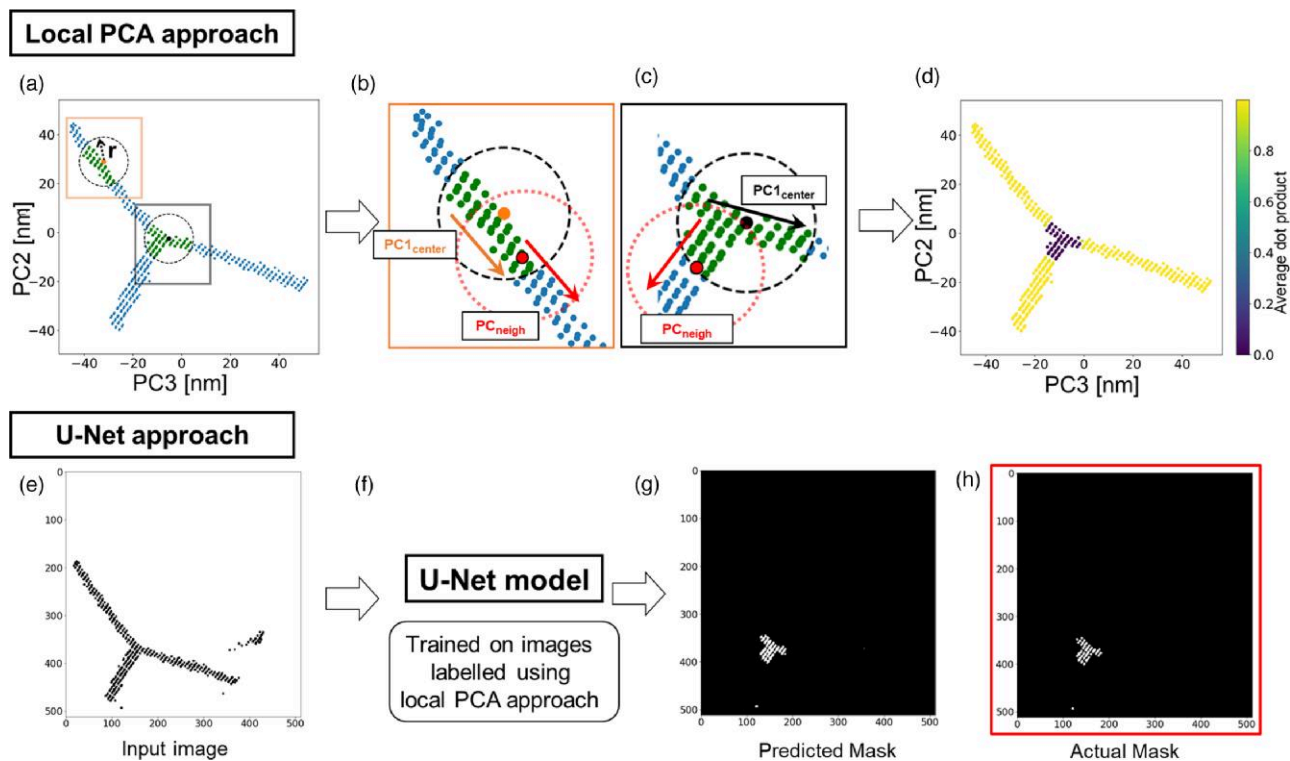 Local PCA approach
(a)
(b)
(c)
(d)
PC2 [nm]
40
20
0
−20
−40
r
−40 −20 0 20 40
PC3 [nm]
PC1center
PCneigh
PC1center
PCneigh
PC2 [nm]
40
20
0
−20
−40
−40 −20 0 20 40
PC3 [nm]
0.8
0.6
0.4
0.2
0.0
Average dot product
U-Net approach
(e)
0
100
200
300
400
500
0 100 200 300 400 500
Input image
(f)
U-Net model
Trained on images
labelled using
local PCA approach
(g)
0
100
200
300
400
500
0 100 200 300 400 500
Predicted Mask
(h)
0
100
200
300
400
500
0 100 200 300 400 500
Actual Mask